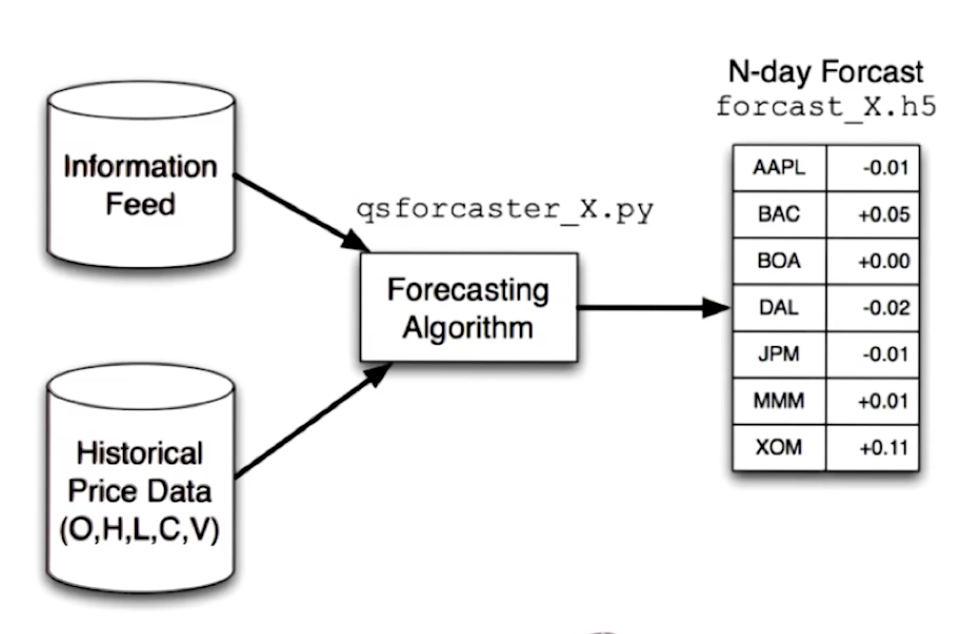 N-day Forcast
forcast_X.h5
Information
Feed
qsforcaster_X.py
Forecasting
Algorithm
Historical
Price Data
(O,H,L,C,V)
AAPL -0.01
BAC +0.05
BOA +0.00
DAL -0.02
JPM -0.01
MMM +0.01
XOM +0.11